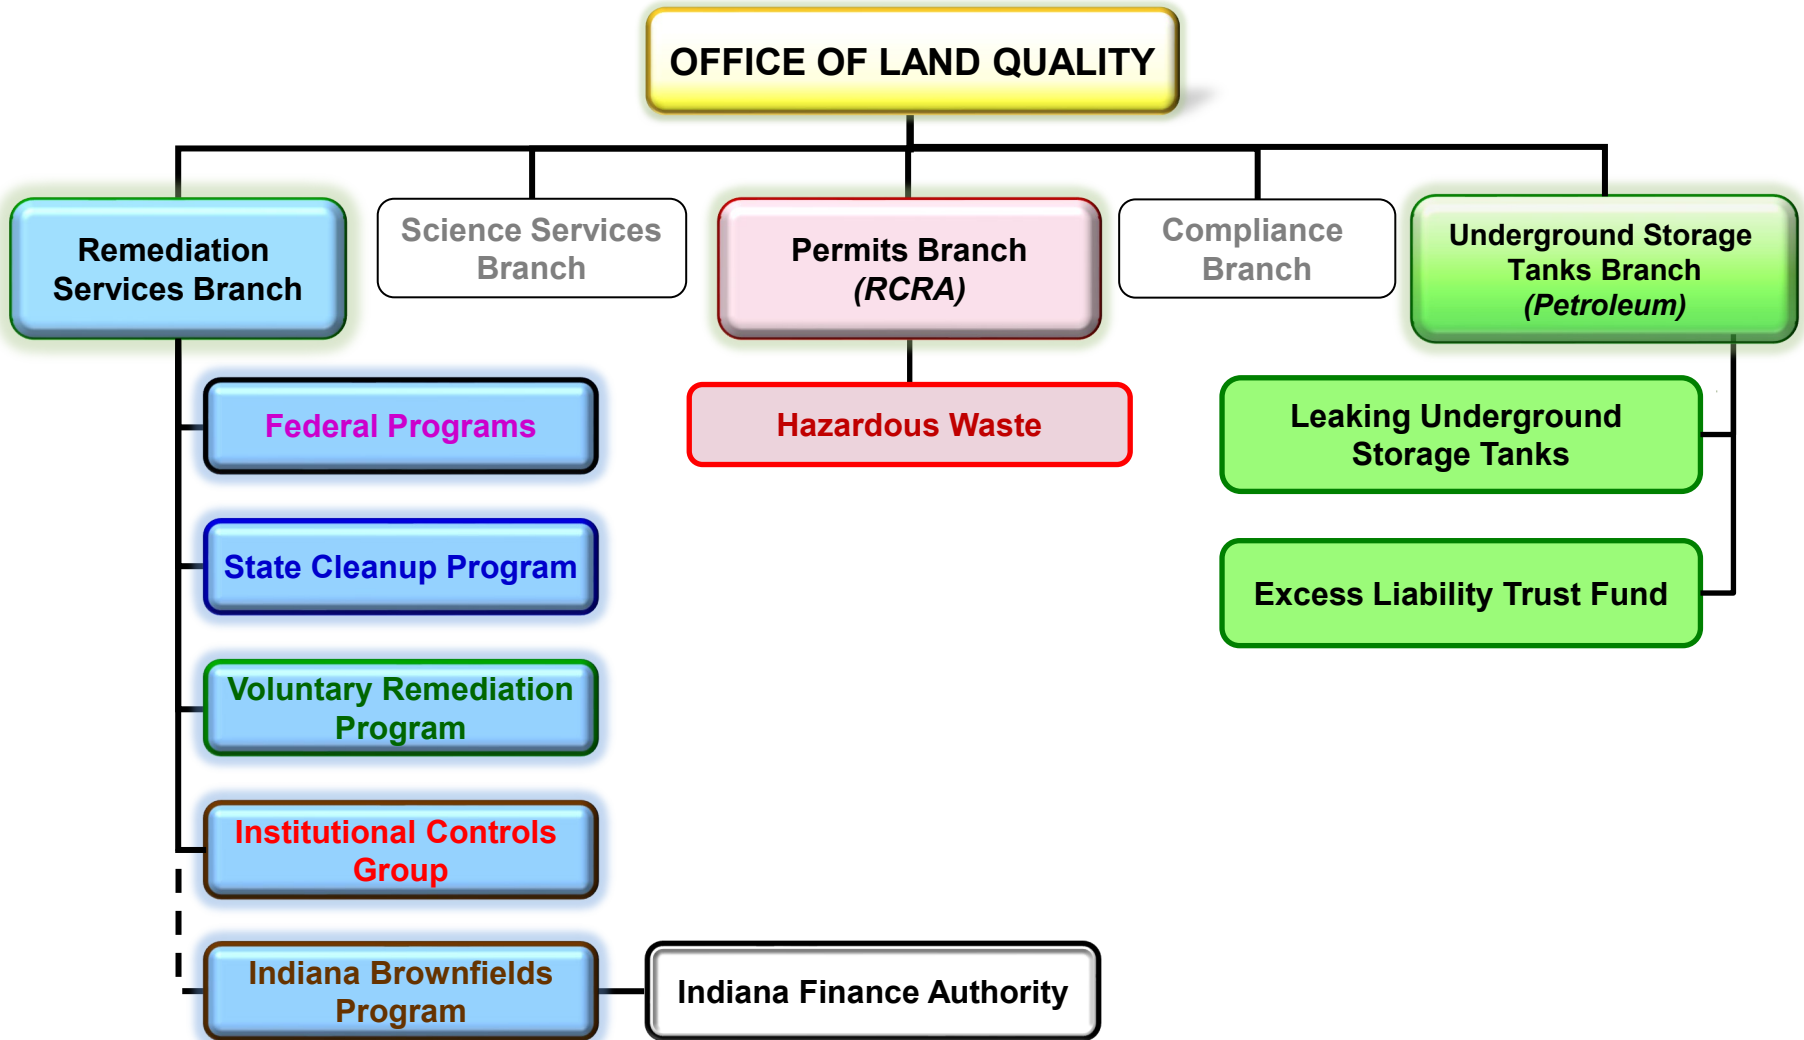 OFFICE OF LAND QUALITY
Remediation
Services Branch
Science Services
Branch
Permits Branch
(RCRA)
Compliance
Branch
Underground Storage
Tanks Branch
(Petroleum)
Federal Programs
State Cleanup Program
Voluntary Remediation
Program
Institutional Controls
Group
Indiana Brownfields
Program
Indiana Finance Authority
Hazardous Waste
Leaking Underground
Storage Tanks
Excess Liability Trust Fund